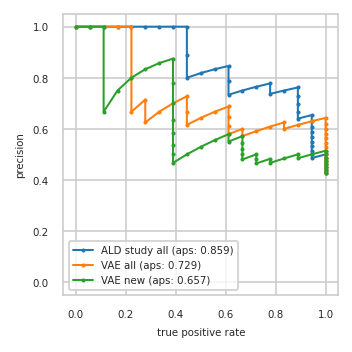 1.0
0.8
0.6
0.4
0.2
0.0
precision
ALD study all (aps: 0.859)
VAE all (aps: 0.729)
VAE new (aps: 0.657)
0.0 0.2 0.4 0.6 0.8 1.0
true positive rate